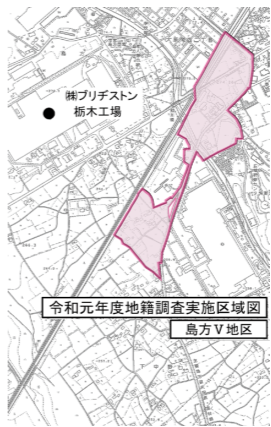 ㈱ブリヂストン
栃木工場
令和元年度地籍調査実施区域図
島方Ⅴ地区